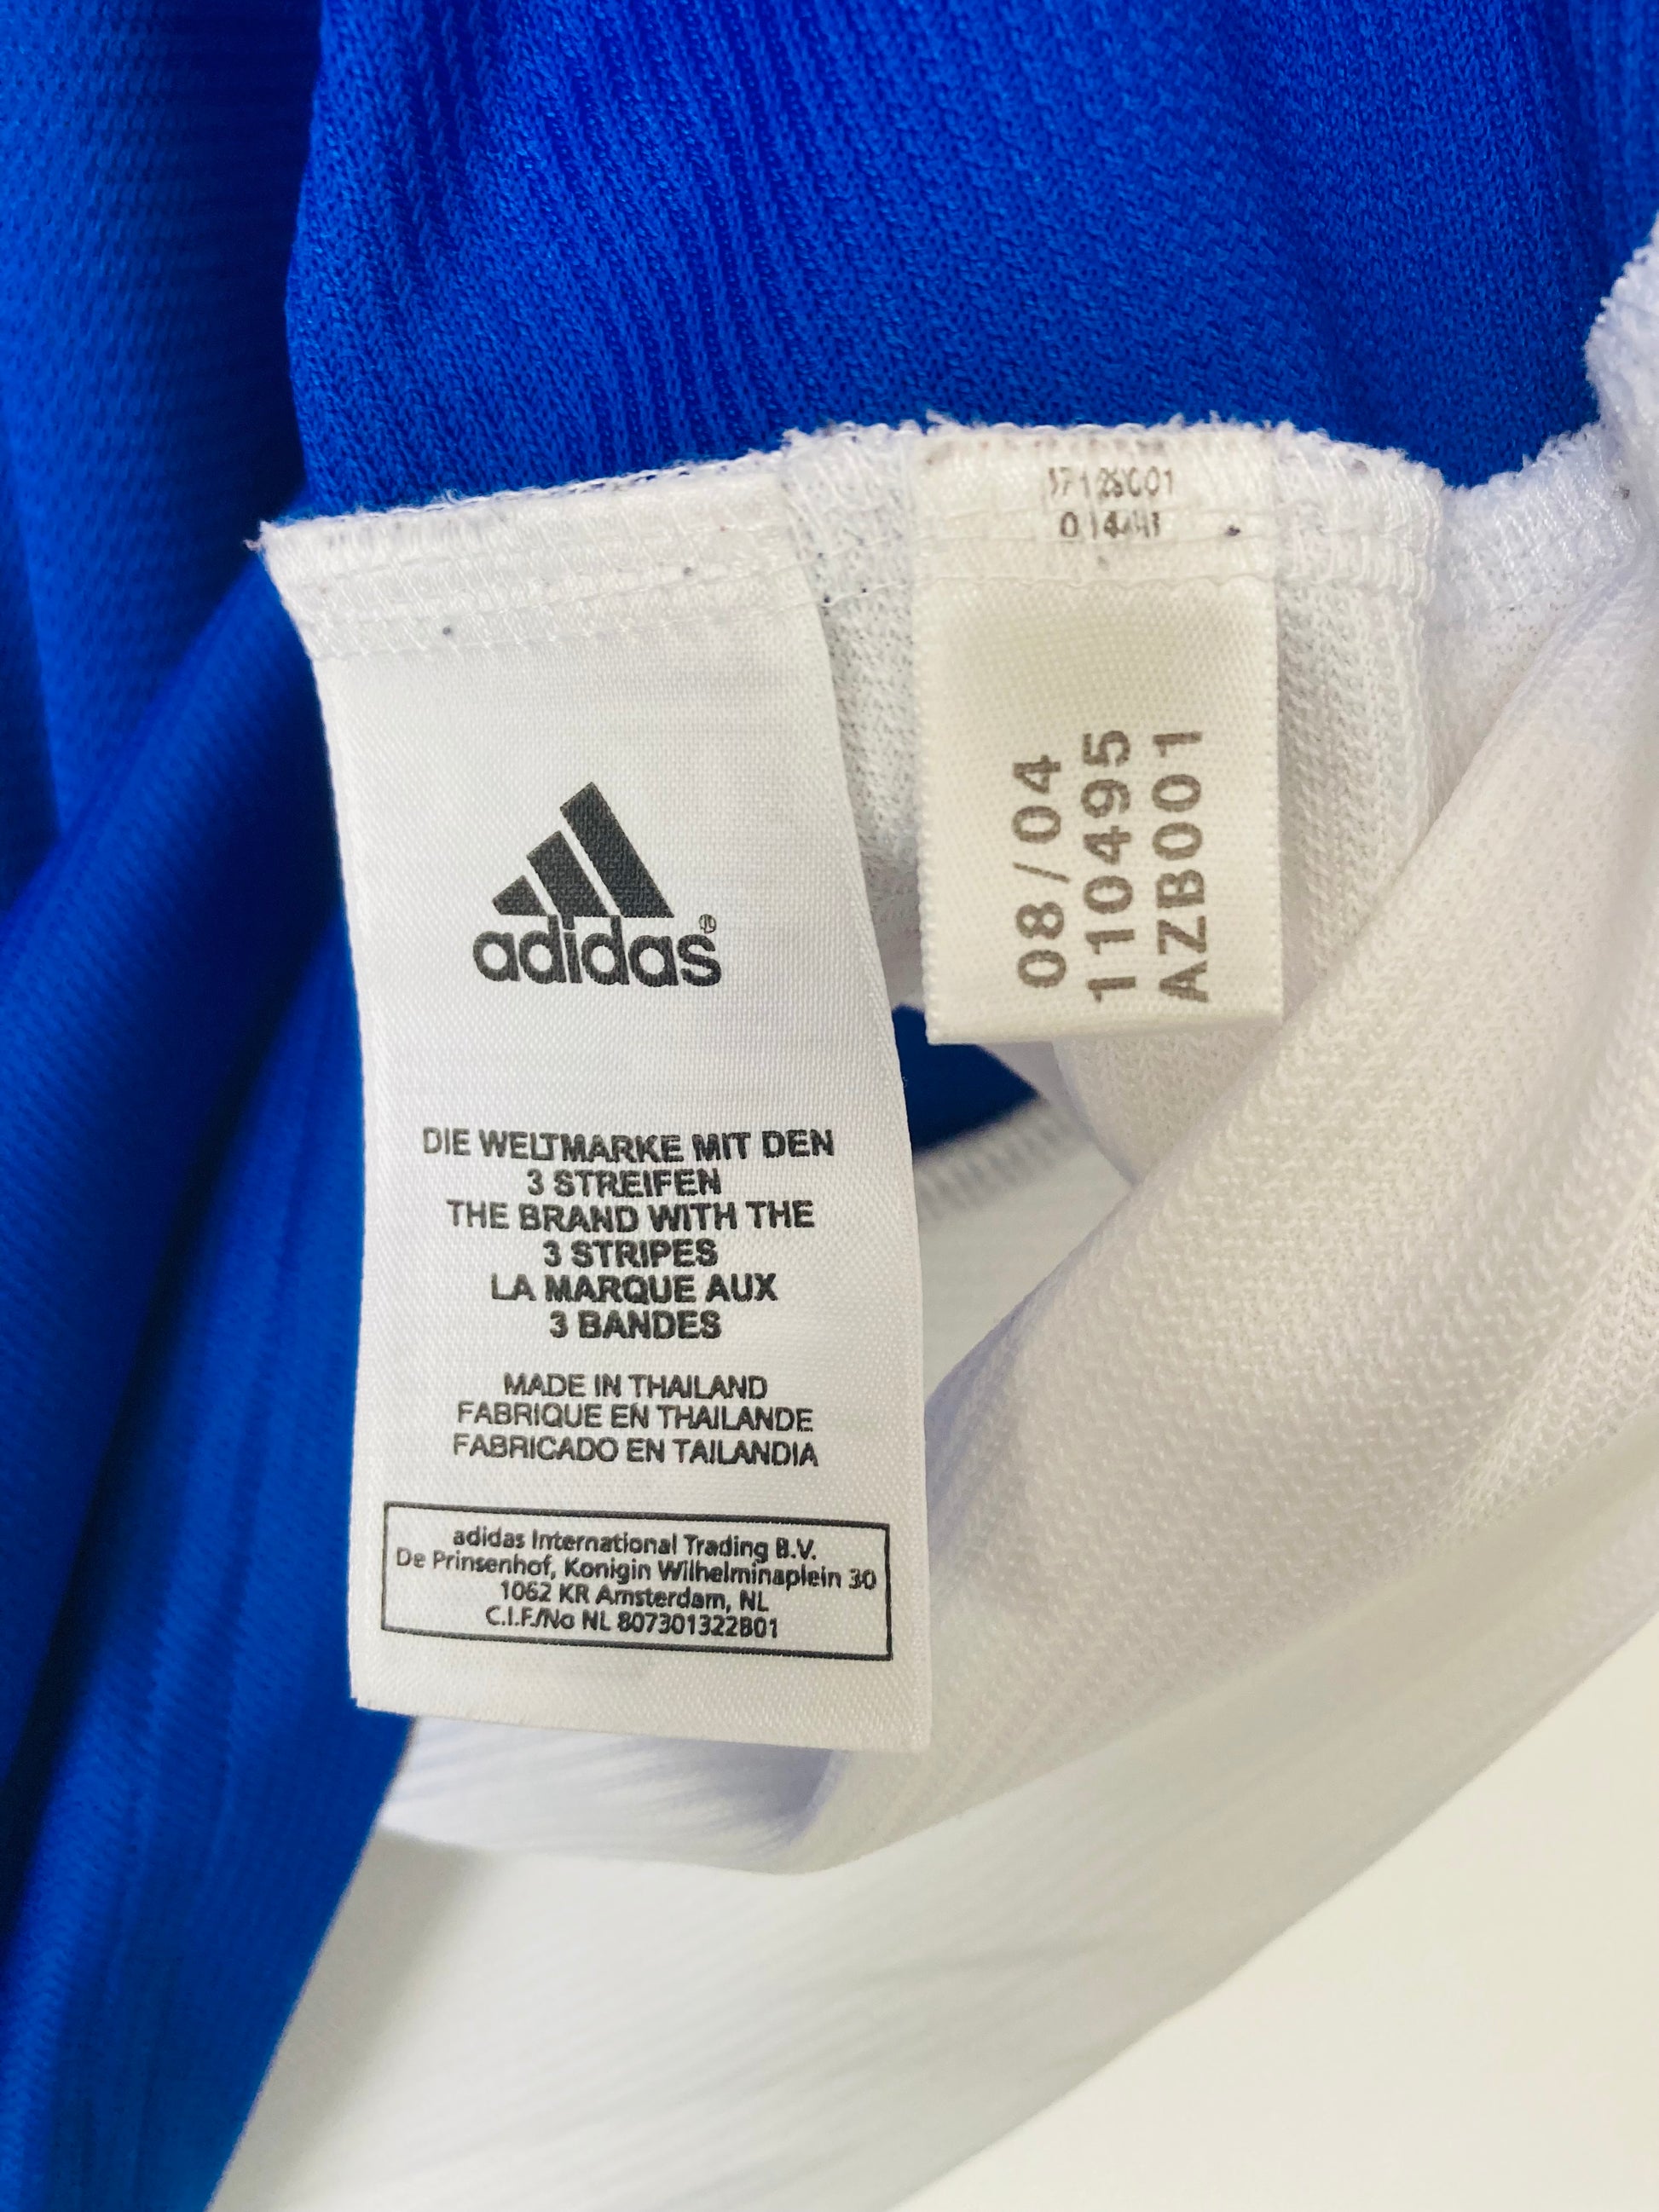 adidas®
DIE WELTMARKE MIT DEN
3 STREIFEN
THE BRAND WITH THE
3 STRIPES
LA MARQUE AUX
3 BANDES
MADE IN THAILAND
FABRIQUE EN THAILANDE
FABRICADO EN TAILANDIA
adidas International Trading B.V.
De Prinsenhof, Konigin Wilhelminaplein 30
1062 KR Amsterdam, NL
C.I.F./No NL 807301322B01
08/04
110495
AZB001